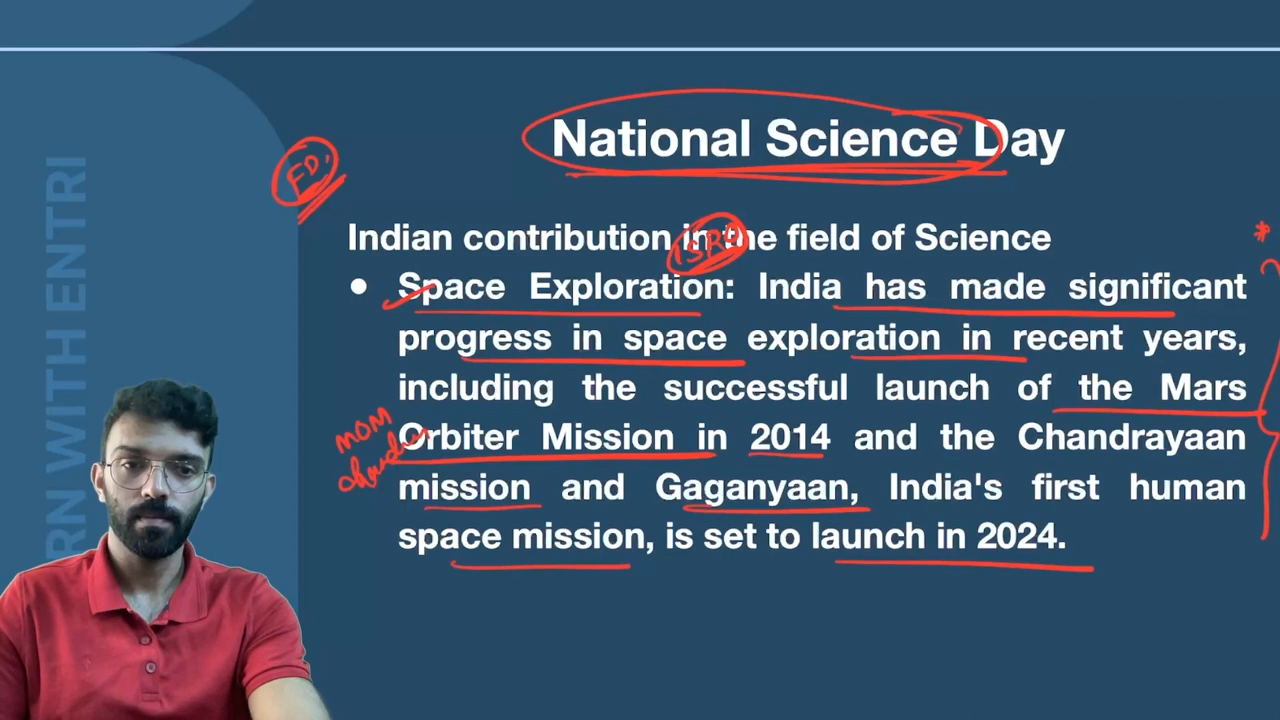 National Science Day
FD,
Indian contribution in the field of Science
ISRO
*
• Space Exploration: India has made significant
progress in space exploration in recent years,
including the successful launch of the Mars
MOM
Orbiter Mission in 2014 and the Chandrayaan
mission and Gaganyaan, India's first human
space mission, is set to launch in 2024.
RN WITH ENTRI